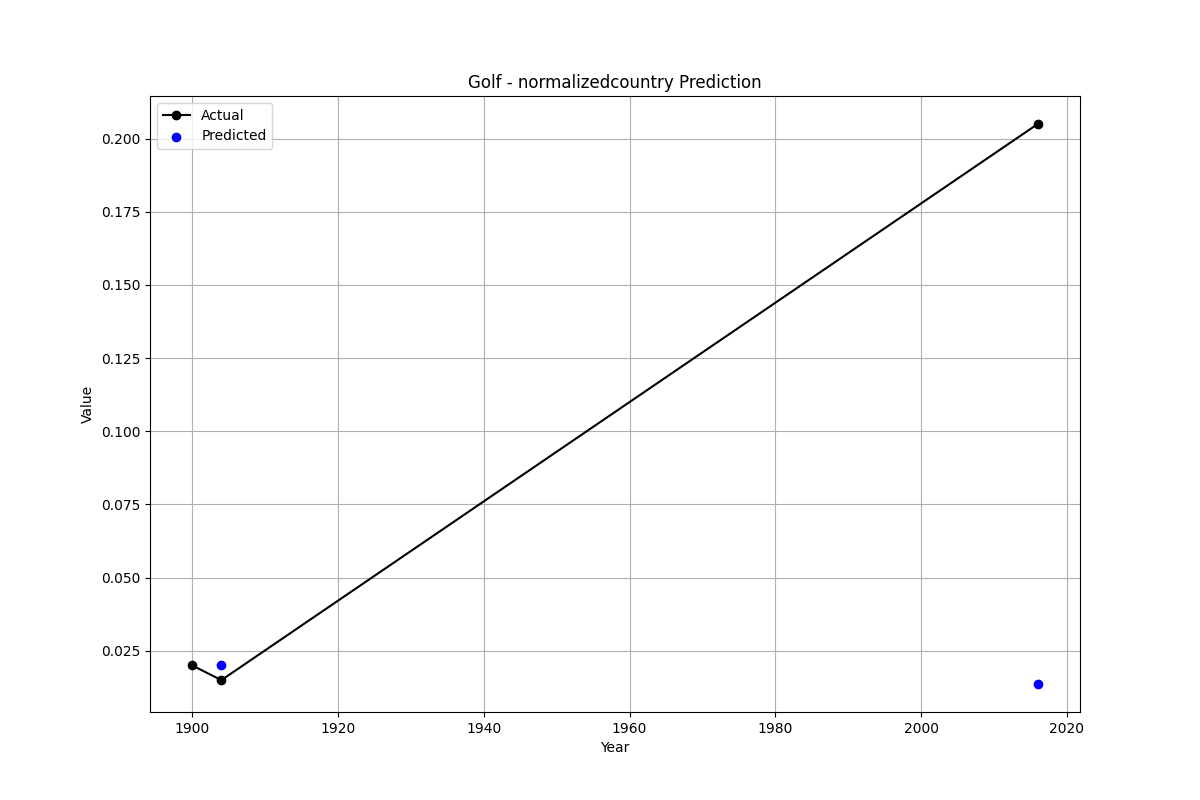 Golf - normalizedcountry Prediction
Actual
Predicted
0.200
0.175
0.150
0.125
0.100
0.075
0.050
0.025
Value
1900 1920 1940 1960 1980 2000 2020
Year